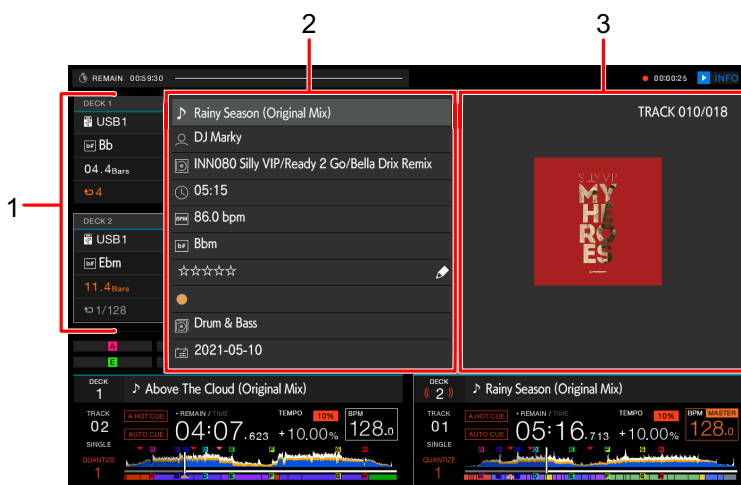 2
3
REMAIN 00:59:30
00:00:25 INFO
1
DECK 1
USB1
b# Bb
04.4Bars
4
DECK 2
USB1
b# Ebm
11.4Bars
1/128
A
E
Rainy Season (Original Mix)
DJ Marky
INN080 Silly VIP/Ready 2 Go/Bella Drix Remix
05:15
BPM 86.0 bpm
b# Bbm
☆☆☆☆☆
Drum & Bass
2021-05-10
TRACK 010/018
STAMP
MY
HEROES
DECK 1
Above The Cloud (Original Mix)
TRACK 02
SINGLE
QUANTIZE 1
A.HOT CUE
AUTO CUE
REMAIN / TIME
04:07.623
TEMPO 10%
+10.00%
BPM
128.0
DECK 2
Rainy Season (Original Mix)
TRACK 01
SINGLE
QUANTIZE 1
A.HOT CUE
AUTO CUE
REMAIN / TIME
05:16.713
TEMPO 10%
+10.00%
BPM MASTER
128.0